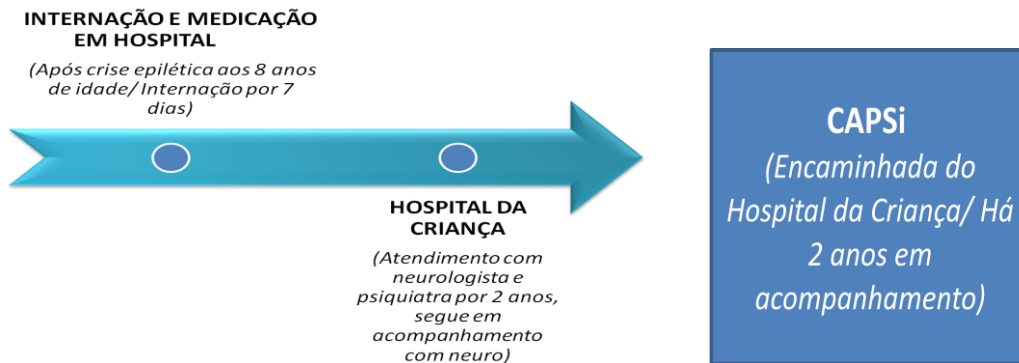 INTERNAÇÃO E MEDICAÇÃO
EM HOSPITAL
(Após crise epilética aos 8 anos
de idade/ Internação por 7
dias)
HOSPITAL DA
CRIANÇA
(Atendimento com
neurologista e
psiquiatra por 2 anos,
segue em
acompanhamento
com neuro)
CAPSi
(Encaminhada do
Hospital da Criança/ Há
2 anos em
acompanhamento)